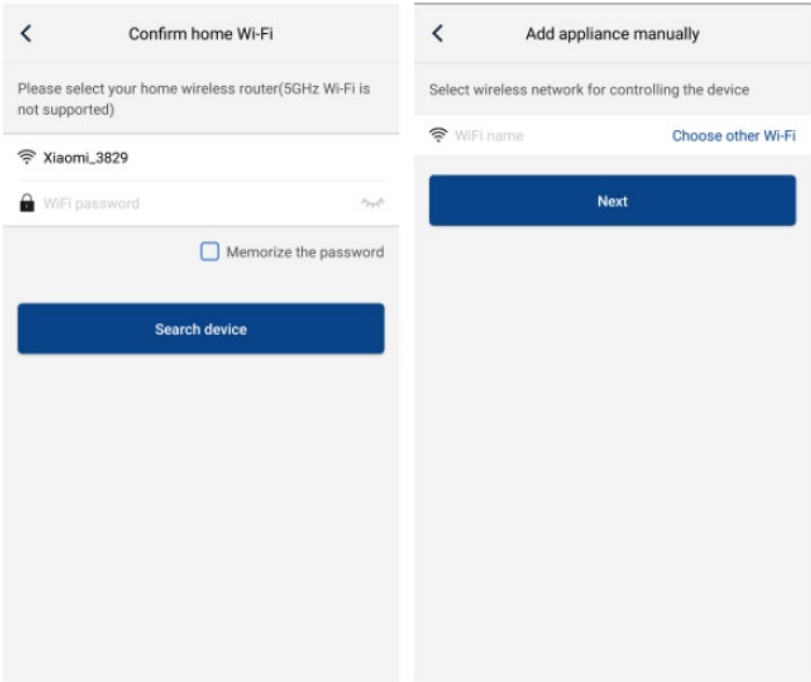 Confirm home Wi-Fi
Please select your home wireless router(5GHz Wi-Fi is
not supported)
Xiaomi_3829
WiFi password
Memorize the password
Search device
Add appliance manually
Select wireless network for controlling the device
WiFi name
Choose other Wi-Fi
Next